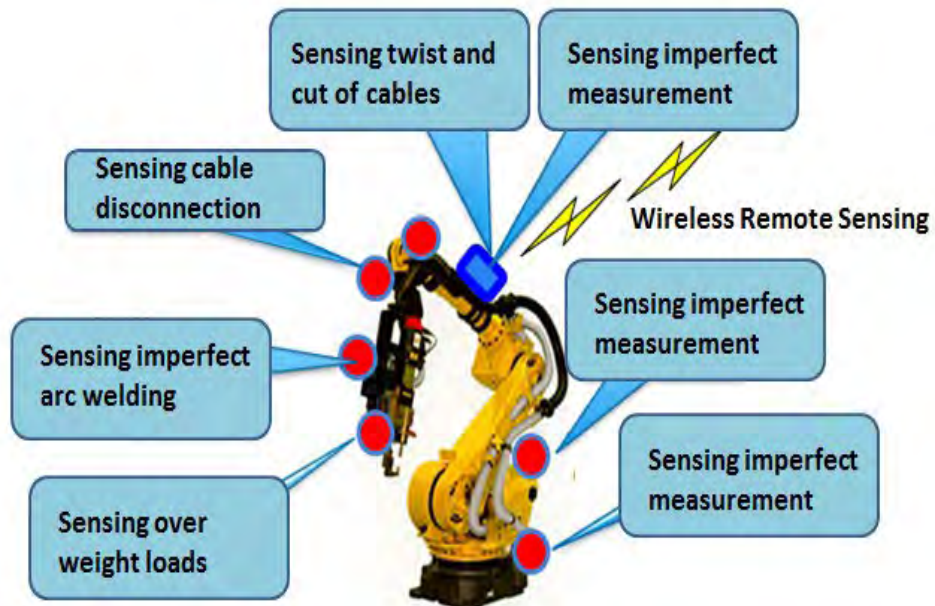 Sensing twist and
cut of cables
Sensing imperfect
measurement
Sensing cable
disconnection
Wireless Remote Sensing
Sensing imperfect
measurement
Sensing imperfect
arc welding
Sensing imperfect
measurement
Sensing over
weight loads